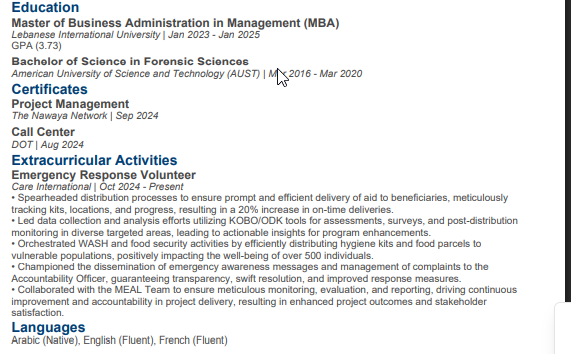 Education
Master of Business Administration in Management (MBA)
Lebanese International University | Jan 2023 - Jan 2025
GPA (3.73)
Bachelor of Science in Forensic Sciences
American University of Science and Technology (AUST) | 2016 - Mar 2020
Certificates
Project Management
The Nawaya Network | Sep 2024
Call Center
DOT | Aug 2024
Extracurricular Activities
Emergency Response Volunteer
Care International | Oct 2024 - Present
• Spearheaded distribution processes to ensure prompt and efficient delivery of aid to beneficiaries, meticulously
tracking kits, locations, and progress, resulting in a 20% increase in on-time deliveries.
• Led data collection and analysis efforts utilizing KOBO/ODK tools for assessments, surveys, and post-distribution
monitoring in diverse targeted areas, leading to actionable insights for program enhancements.
• Orchestrated WASH and food security activities by efficiently distributing hygiene kits and food parcels to
vulnerable populations, positively impacting the well-being of over 500 individuals.
• Championed the dissemination of emergency awareness messages and management of complaints to the
Accountability Officer, guaranteeing transparency, swift resolution, and improved response measures.
• Collaborated with the MEAL Team to ensure meticulous monitoring, evaluation, and reporting, driving continuous
improvement and accountability in project delivery, resulting in enhanced project outcomes and stakeholder
satisfaction.
Languages
Arabic (Native), English (Fluent), French (Fluent)